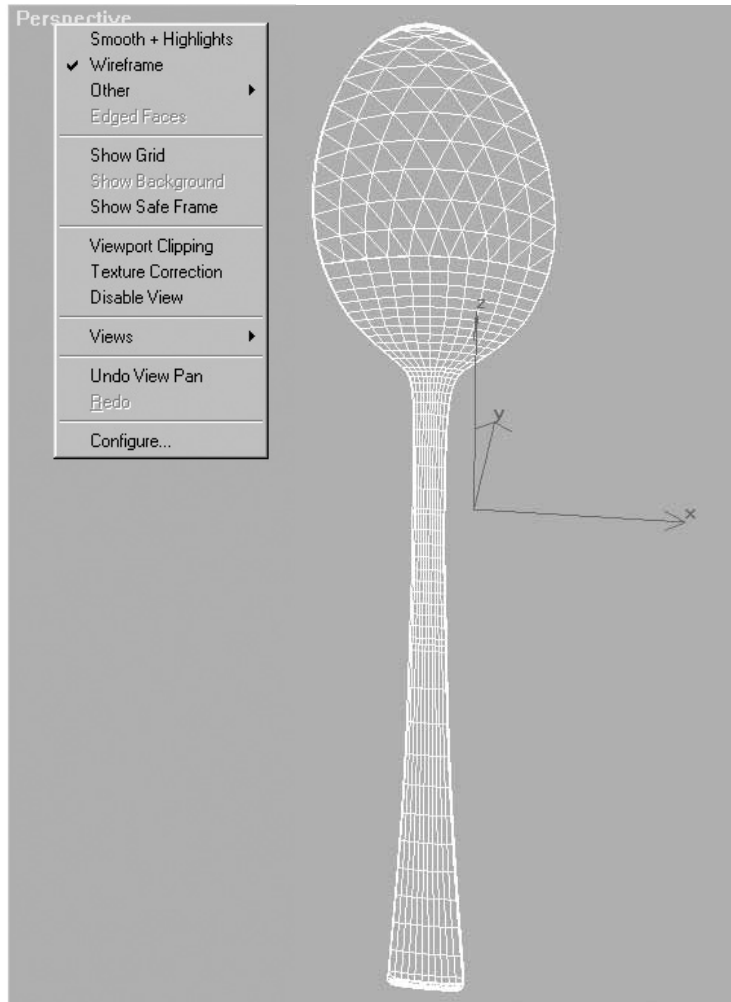 Perspective
Smooth + Highlights
Wireframe
Other
Edged Faces
Show Grid
Show Background
Show Safe Frame
Viewport Clipping
Texture Correction
Disable View
Views
Undo View Pan
Redo
Configure...
z
y
x